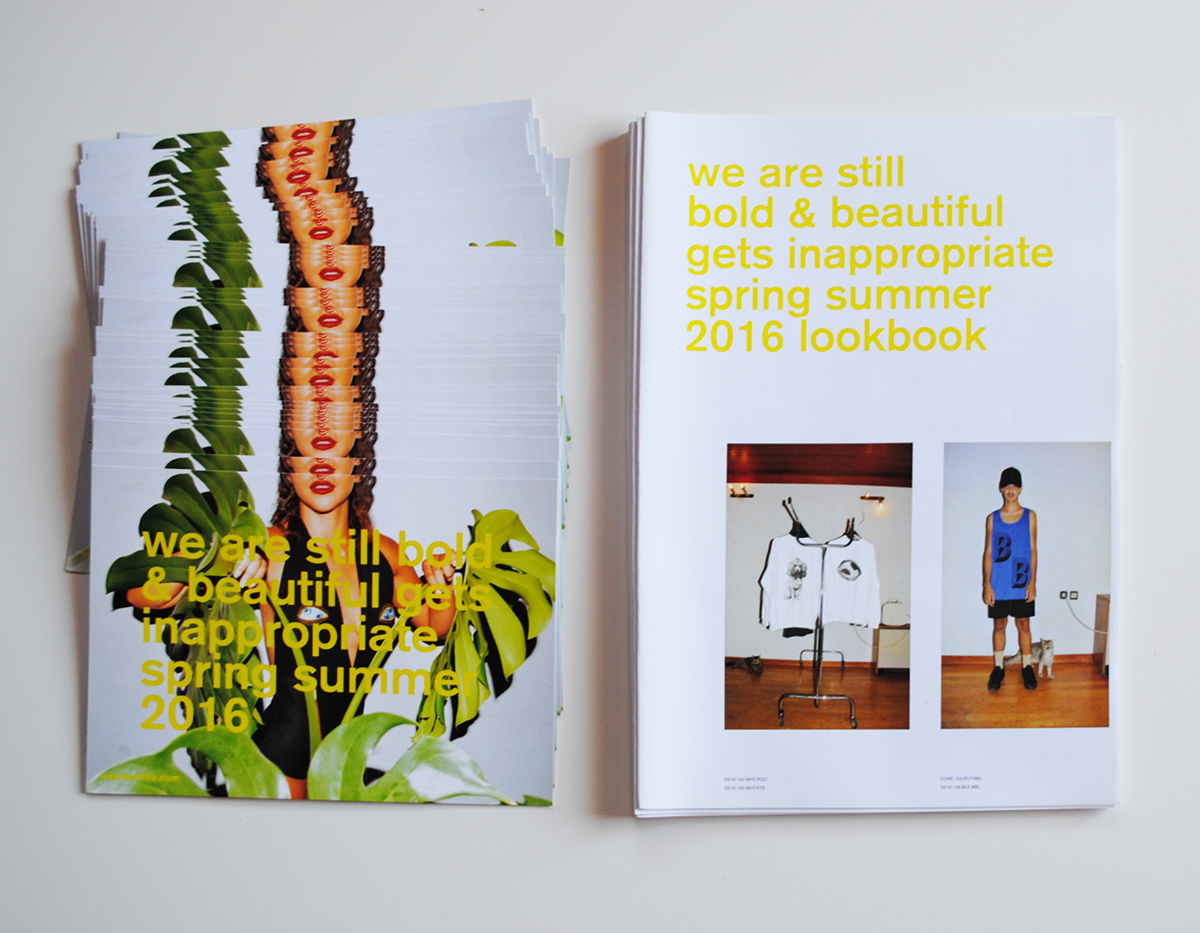 we are still bold
& beautiful gets
inappropriate
spring summer
2016
we are still
bold & beautiful
gets inappropriate
spring summer
2016 lookbook
B
B